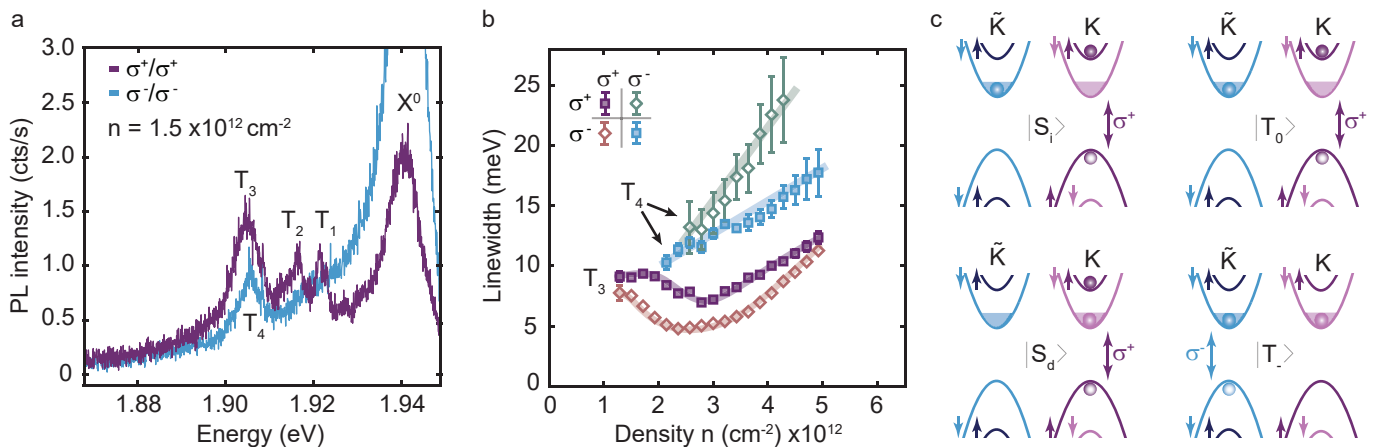 a
PL intensity (cts/s)
3.0
2.5
2.0
1.5
1.0
0.5
0
σ⁺/σ⁺
σ⁻/σ⁻
n = 1.5 x10¹² cm⁻²
X⁰
T₃
T₂
T₁
T₄
1.88
1.90
1.92
1.94
Energy (eV)
b
Linewidth (meV)
25
20
15
10
5
0
σ⁺ σ⁻
σ⁺
σ⁻
T₄
T₃
0 1 2 3 4 5 6
Density n (cm⁻²) x10¹²
c
K̃ K
σ⁺
|Sᵢ⟩
K̃ K
σ⁺
|T₀⟩
K̃ K
|S_d⟩
σ⁺
K̃ K
σ⁻
|T₋⟩